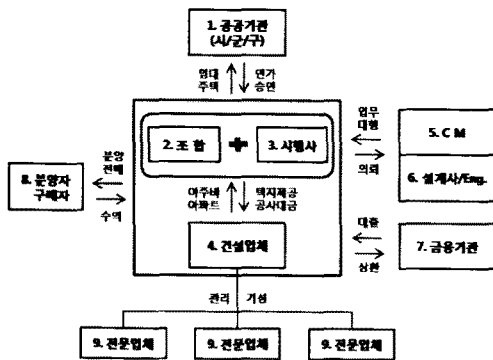 1. 공공기관
(시/군/구)
임대
주택
인가
승인
2. 조 합
3. 시행사
업무
대행
의뢰
5. C M
6. 설계사/Eng.
분양
판매
8. 분양자
구매자
수익
아파트
택지제공
공사대금
4. 건설업체
대출
상환
7. 금융기관
관리
기성
9. 전문업체
9. 전문업체
9. 전문업체